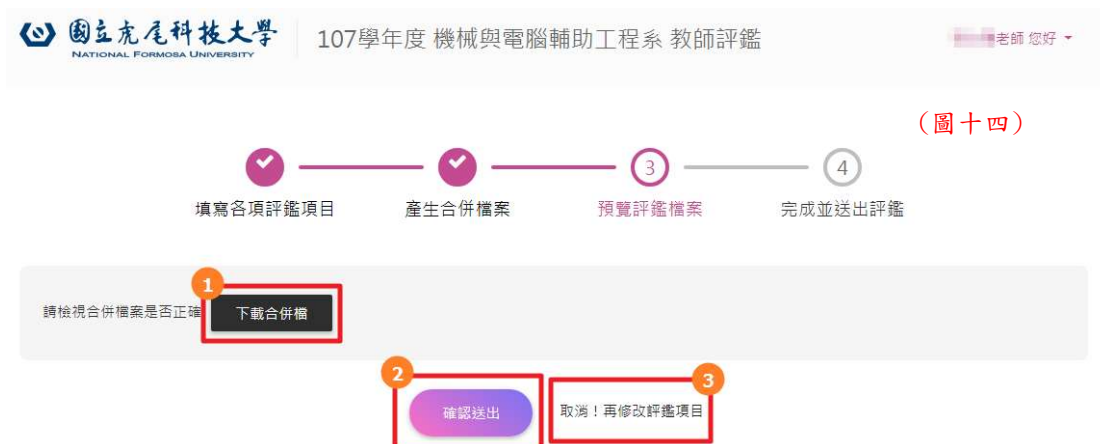 國立虎尾科技大學
NATIONAL FORMOSA UNIVERSITY
107學年度 機械與電腦輔助工程系 教師評鑑
老師 您好
(圖十四)
3
4
填寫各項評鑑項目
產生合併檔案
預覽評鑑檔案
完成並送出評鑑
1
請檢視合併檔案是否正確
下載合併檔
2
3
確認送出
取消！再修改評鑑項目